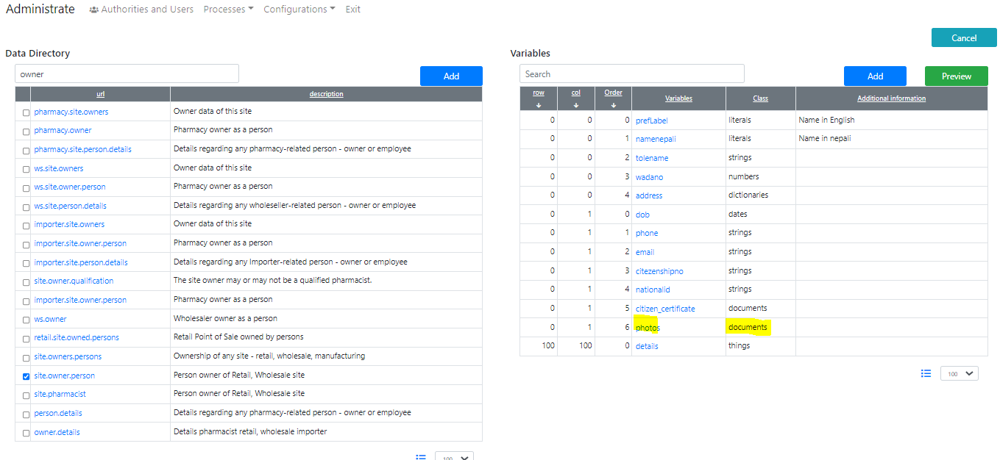 Administrate Authorities and Users Processes Configurations Exit
Cancel
Data Directory
owner Add
url description
pharmacy.site.owners Owner data of this site
pharmacy.owner Pharmacy owner as a person
pharmacy.site.person.details Details regarding any pharmacy-related person - owner or employee
ws.site.owners Owner data of this site
ws.site.owner.person Pharmacy owner as a person
ws.site.person.details Details regarding any wholeseller-related person - owner or employee
importer.site.owners Owner data of this site
importer.site.owner.person Pharmacy owner as a person
importer.site.person.details Details regarding any Importer-related person - owner or employee
site.owner.qualification The site owner may or may not be a qualified pharmacist.
importer.site.owner.person Pharmacy owner as a person
ws.owner Wholesaler owner as a person
retail.site.owned.persons Retail Point of Sale owned by persons
site.owners.persons Ownership of any site - retail, wholesale, manufacturing
site.owner.person Person owner of Retail, Wholesale site
site.pharmacist Person owner of Retail, Wholesale site
person.details Details regarding any pharmacy-related person - owner or employee
owner.details Details pharmacist retail, wholesale importer
100
Variables
Search Add Preview
row col Order Variables Class Additional information
0 0 0 prefLabel literals Name in English
0 0 1 namenepali literals Name in nepali
0 0 2 tolename strings
0 0 3 wadano numbers
0 0 4 address dictionaries
0 1 0 dob dates
0 1 1 phone strings
0 1 2 email strings
0 1 3 citezenshipno strings
0 1 4 nationalid strings
0 1 5 citizen_certificate documents
0 1 6 photos documents
100 100 0 details things
100